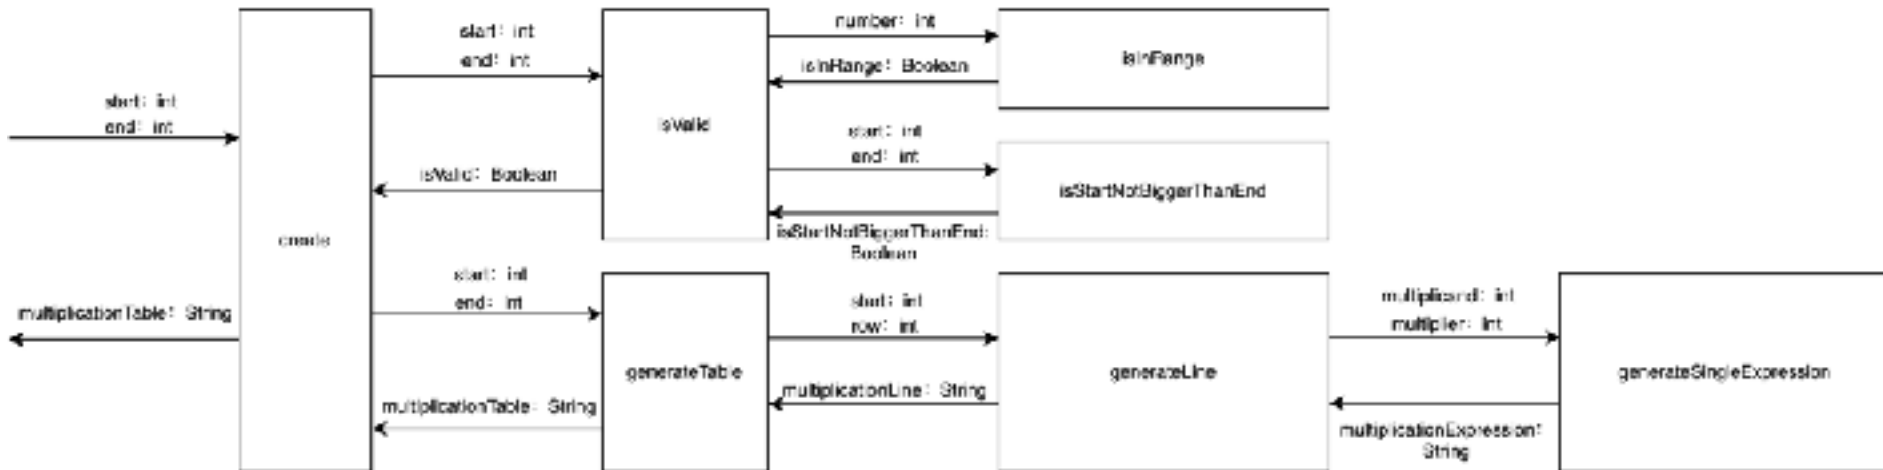 start: int
end: int
multiplicationTable: String
create
start: int
end: int
isValid: Boolean
start: int
end: int
multiplicationTable: String
isValid
generateTable
number: int
isInRange: Boolean
start: int
end: int
isStartNotBiggerThanEnd:
Boolean
start: int
row: int
multiplicationLine: String
isInRange
isStartNotBiggerThanEnd
generateLine
multiplicand: int
multiplier: int
multiplicationExpression:
String
generateSingleExpression